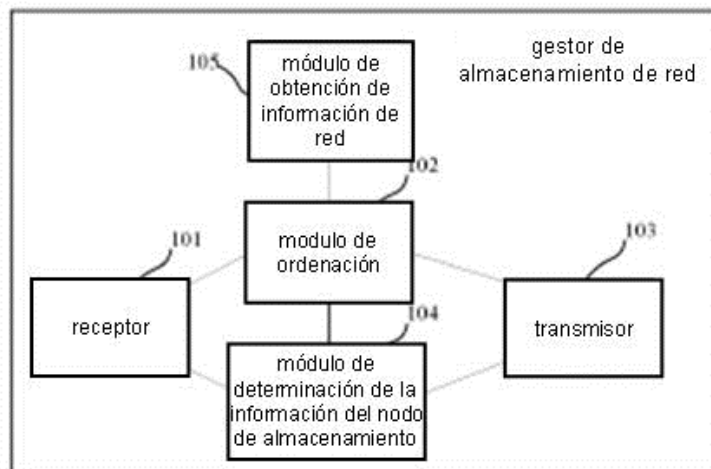 gestor de
almacenamiento de red
105
módulo de
obtención de
información de
red
102
modulo de
ordenación
101
receptor
103
transmisor
104
módulo de
determinación de la
información del nodo
de almacenamiento